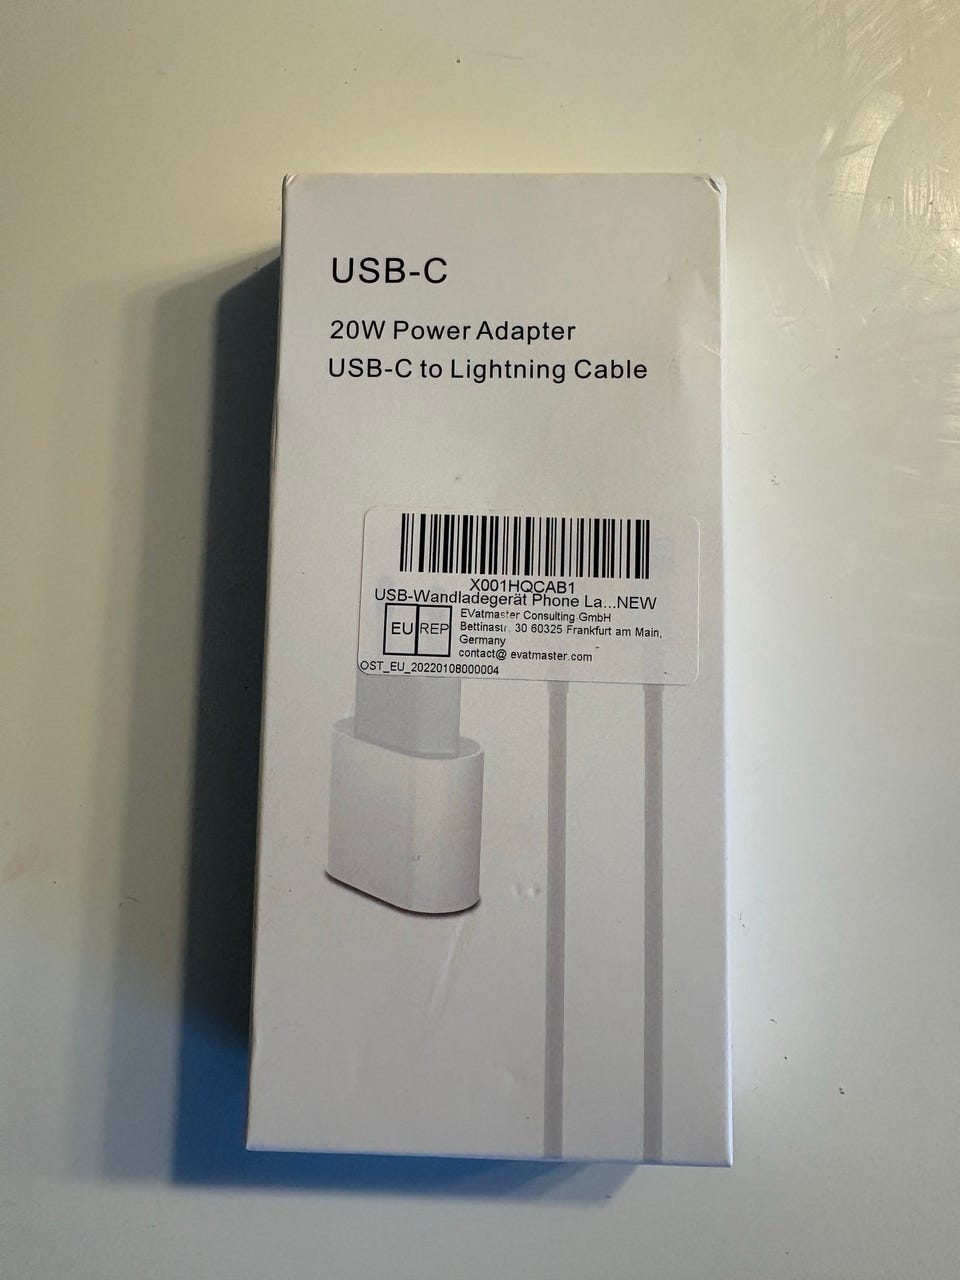 USB-C
20W Power Adapter
USB-C to Lightning Cable
X001HQCAB1
USB-Wandladegerät Phone La...NEW
EU REP
EVatmaster Consulting GmbH
Bettinastr. 30 60325 Frankfurt am Main,
Germany
contact@ evatmaster.com
OST_EU_20220108000004